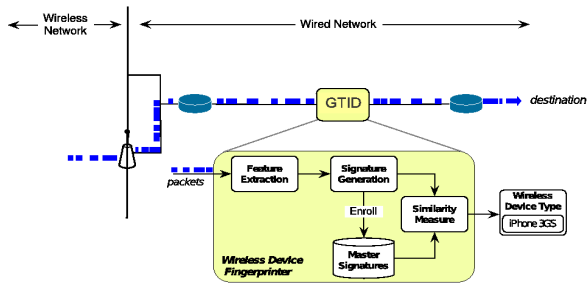 Wireless
Network
Wired Network
GTID
destination
packets
Feature
Extraction
Signature
Generation
Enroll
Similarity
Measure
Master
Signatures
Wireless Device
Fingerprinter
Wireless
Device Type
iPhone 3GS